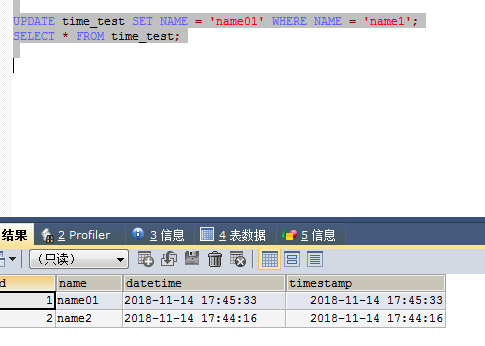 UPDATE time_test SET NAME = 'name01' WHERE NAME = 'name1';
SELECT * FROM time_test;
结果 2 Profiler 3 信息 4 表数据 5 信息
(只读)
d name datetime timestamp
1 name01 2018-11-14 17:45:33 2018-11-14 17:45:33
2 name2 2018-11-14 17:44:16 2018-11-14 17:44:16